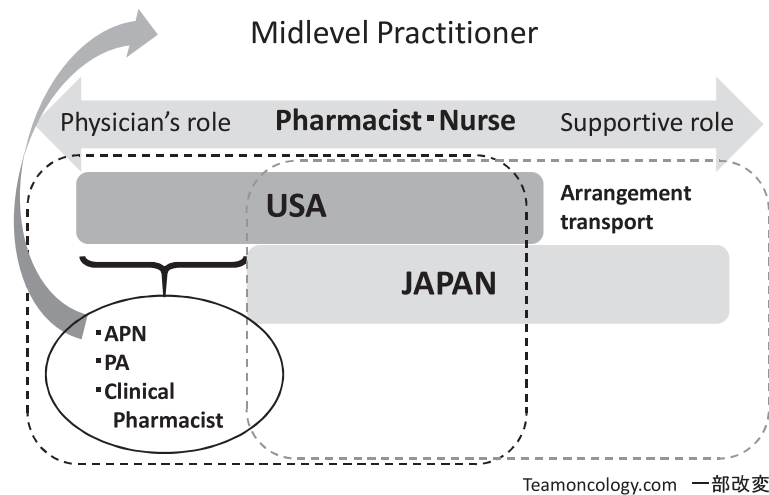 Midlevel Practitioner
Physician's role
Pharmacist・Nurse
Supportive role
USA
Arrangement
transport
JAPAN
・APN
・PA
・Clinical
Pharmacist
Teamoncology.com 一部改変